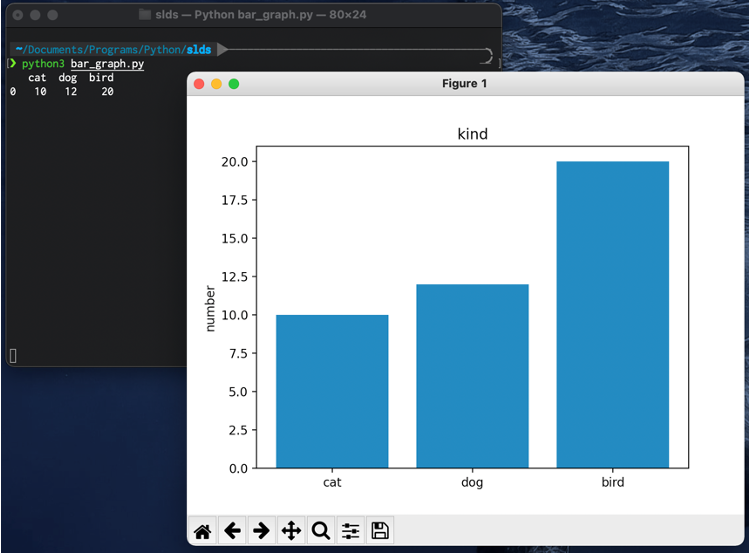 slds — Python bar_graph.py — 80×24
~/Documents/Programs/Python/slds
❯ python3 bar_graph.py
cat dog bird
0 10 12 20
Figure 1
kind
20.0
17.5
15.0
12.5
10.0
7.5
5.0
2.5
0.0
number
cat dog bird